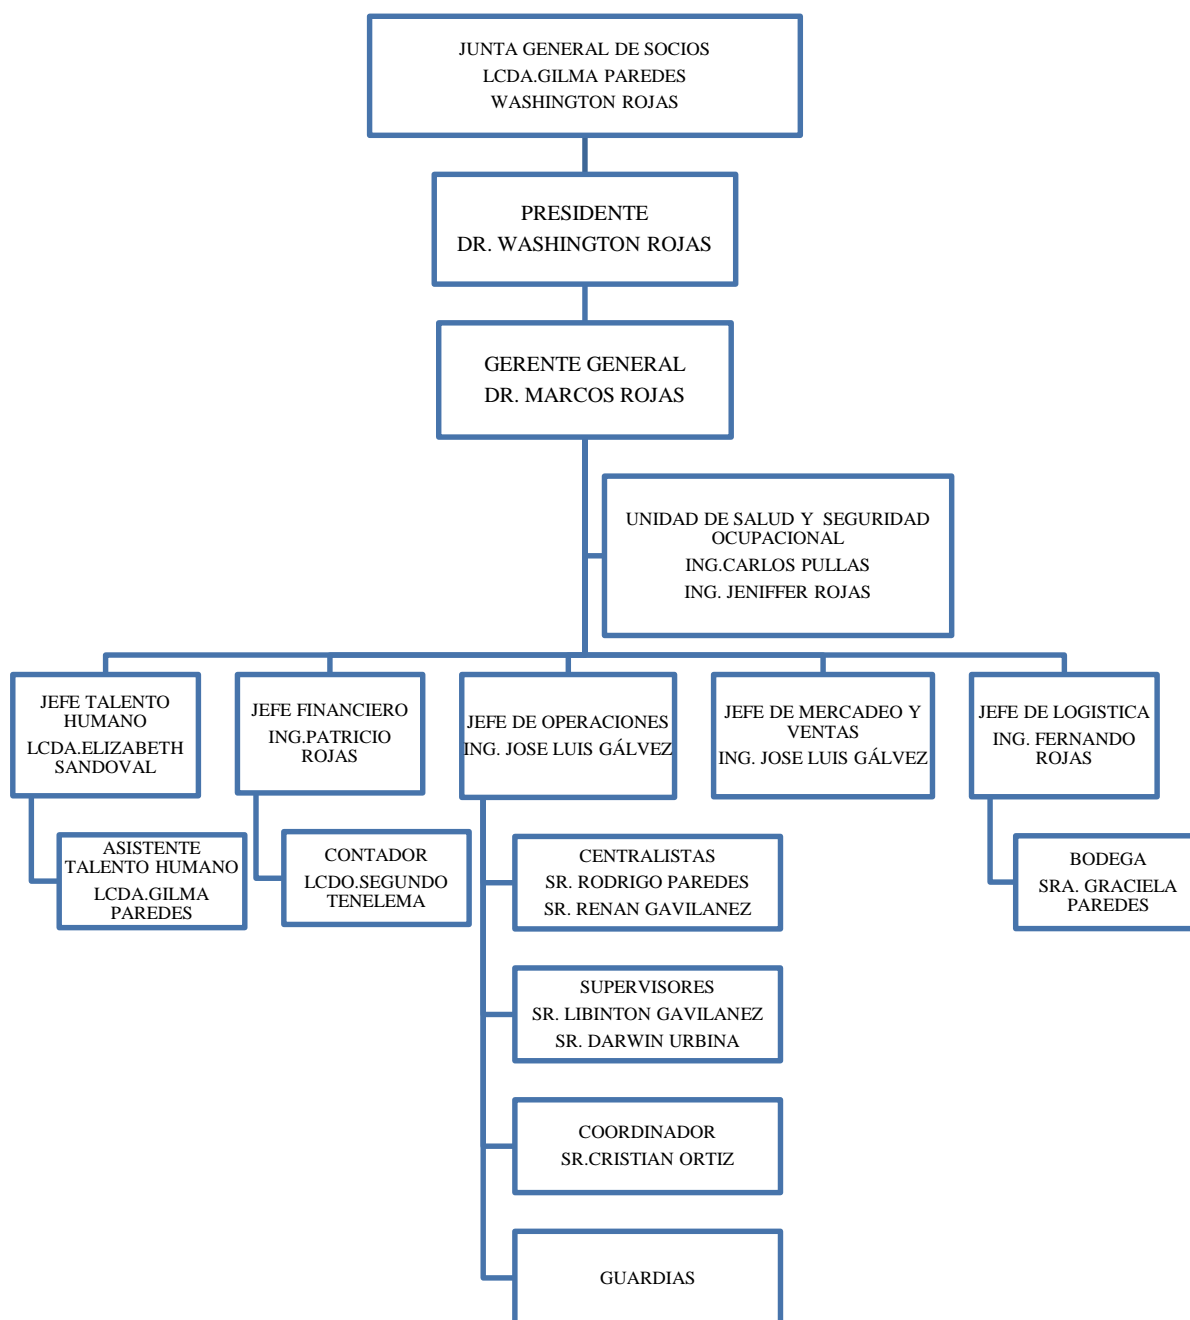 JUNTA GENERAL DE SOCIOS
LCDA.GILMA PAREDES
WASHINGTON ROJAS
PRESIDENTE
DR. WASHINGTON ROJAS
GERENTE GENERAL
DR. MARCOS ROJAS
UNIDAD DE SALUD Y SEGURIDAD
OCUPACIONAL
ING.CARLOS PULLAS
ING. JENIFFER ROJAS
JEFE TALENTO
HUMANO
LCDA.ELIZABETH
SANDOVAL
JEFE FINANCIERO
ING.PATRICIO
ROJAS
JEFE DE OPERACIONES
ING. JOSE LUIS GÁLVEZ
JEFE DE MERCADEO Y
VENTAS
ING. JOSE LUIS GÁLVEZ
JEFE DE LOGISTICA
ING. FERNANDO
ROJAS
ASISTENTE
TALENTO HUMANO
LCDA.GILMA
PAREDES
CONTADOR
LCDO.SEGUNDO
TENELEMA
CENTRALISTAS
SR. RODRIGO PAREDES
SR. RENAN GAVILANEZ
BODEGA
SRA. GRACIELA
PAREDES
SUPERVISORES
SR. LIBINTON GAVILANEZ
SR. DARWIN URBINA
COORDINADOR
SR.CRISTIAN ORTIZ
GUARDIAS